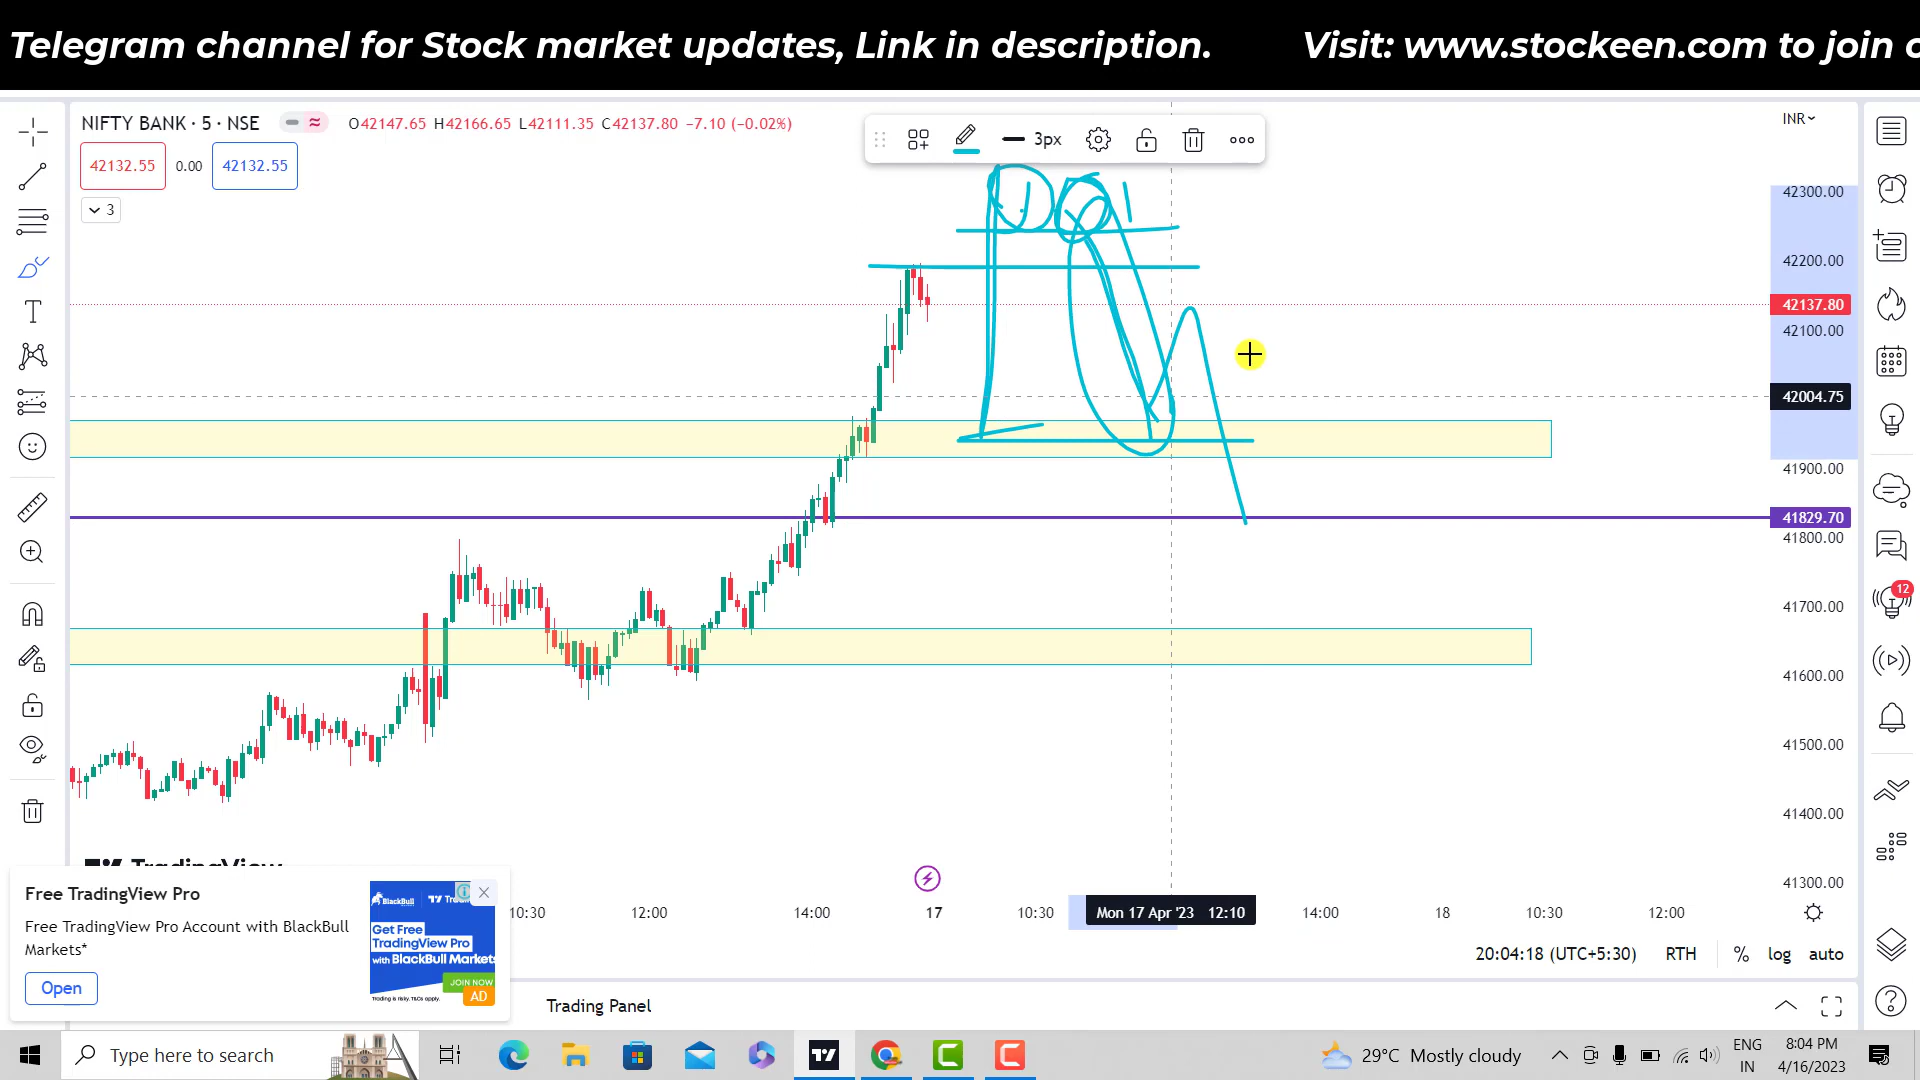 Telegram channel for Stock market updates, Link in description. Visit: www.stockeen.com to join
NIFTY BANK · 5 · NSE O42147.65 H42166.65 L42111.35 C42137.80 −7.10 (−0.02%)
42132.55 0.00 42132.55
3
3px
INR
42300.00
42200.00
42137.80
42100.00
42004.75
41900.00
41829.70
41800.00
41700.00
41600.00
41500.00
41400.00
41300.00
12
TradingView
10:30 12:00 14:00 17 10:30 Mon 17 Apr '23 12:10 14:00 18 10:30 12:00
20:04:18 (UTC+5:30) RTH % log auto
Free TradingView Pro
Free TradingView Pro Account with BlackBull
Markets*
Open
BlackBull
Get Free
TradingView Pro
with BlackBull Markets
JOIN NOW
Trading is risky. T&Cs apply.
AD
Trading Panel
Type here to search
29°C Mostly cloudy
ENG
IN
8:04 PM
4/16/2023